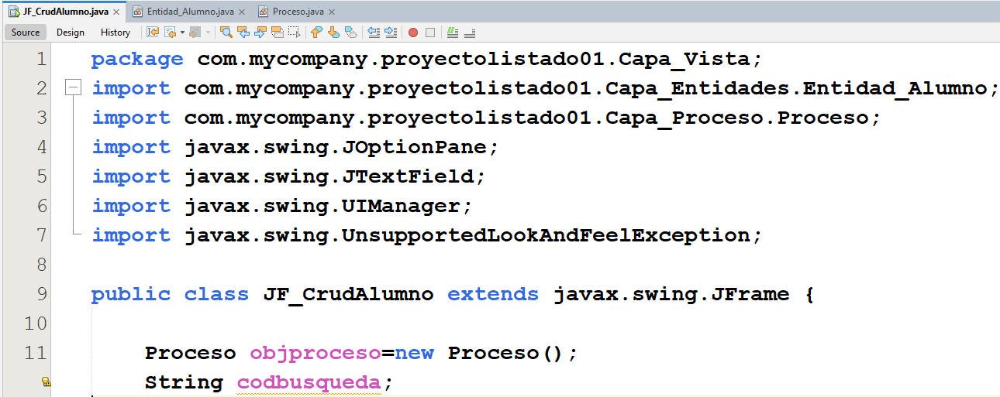 JF_CrudAlumno.java Entidad_Alumno.java Proceso.java
Source Design History
1 package com.mycompany.proyectolistado01.Capa_Vista;
2 import com.mycompany.proyectolistado01.Capa_Entidades.Entidad_Alumno;
3 import com.mycompany.proyectolistado01.Capa_Proceso.Proceso;
4 import javax.swing.JOptionPane;
5 import javax.swing.JTextField;
6 import javax.swing.UIManager;
7 import javax.swing.UnsupportedLookAndFeelException;
8
9 public class JF_CrudAlumno extends javax.swing.JFrame {
10
11 Proceso objproceso=new Proceso();
String codbusqueda;